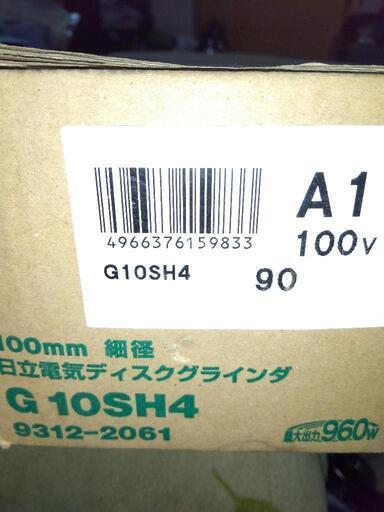 A1
4966376159833
100V
G10SH4
90
100mm 細径
日立電気ディスクグラインダ
G10SH4
9312-2061
最大出力960W